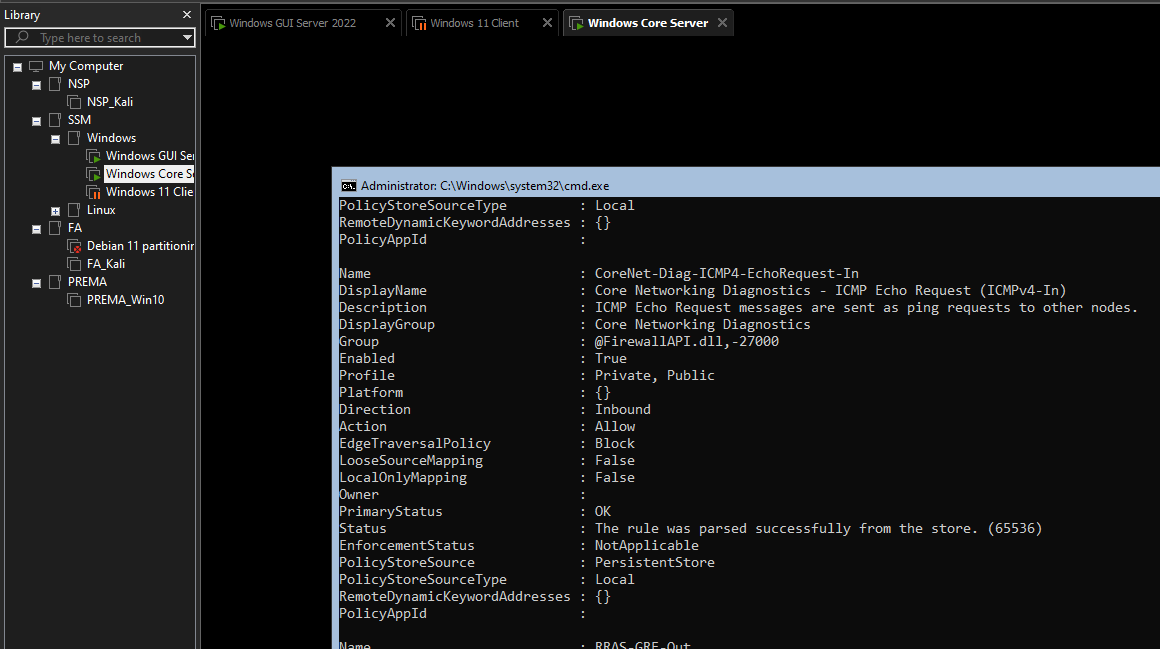 Library
Type here to search
My Computer
NSP
NSP_Kali
SSM
Windows
Windows GUI Ser
Windows Core Se
Windows 11 Clie
Linux
FA
Debian 11 partitionin
FA_Kali
PREMA
PREMA_Win10
Windows GUI Server 2022
Windows 11 Client
Windows Core Server
Administrator: C:\Windows\system32\cmd.exe
PolicyStoreSourceType : Local
RemoteDynamicKeywordAddresses : {}
PolicyAppId :
Name : CoreNet-Diag-ICMP4-EchoRequest-In
DisplayName : Core Networking Diagnostics - ICMP Echo Request (ICMPv4-In)
Description : ICMP Echo Request messages are sent as ping requests to other nodes.
DisplayGroup : Core Networking Diagnostics
Group : @FirewallAPI.dll,-27000
Enabled : True
Profile : Private, Public
Platform : {}
Direction : Inbound
Action : Allow
EdgeTraversalPolicy : Block
LooseSourceMapping : False
LocalOnlyMapping : False
Owner :
PrimaryStatus : OK
Status : The rule was parsed successfully from the store. (65536)
EnforcementStatus : NotApplicable
PolicyStoreSource : PersistentStore
PolicyStoreSourceType : Local
RemoteDynamicKeywordAddresses : {}
PolicyAppId :
Name : RRAS-GRE-Out